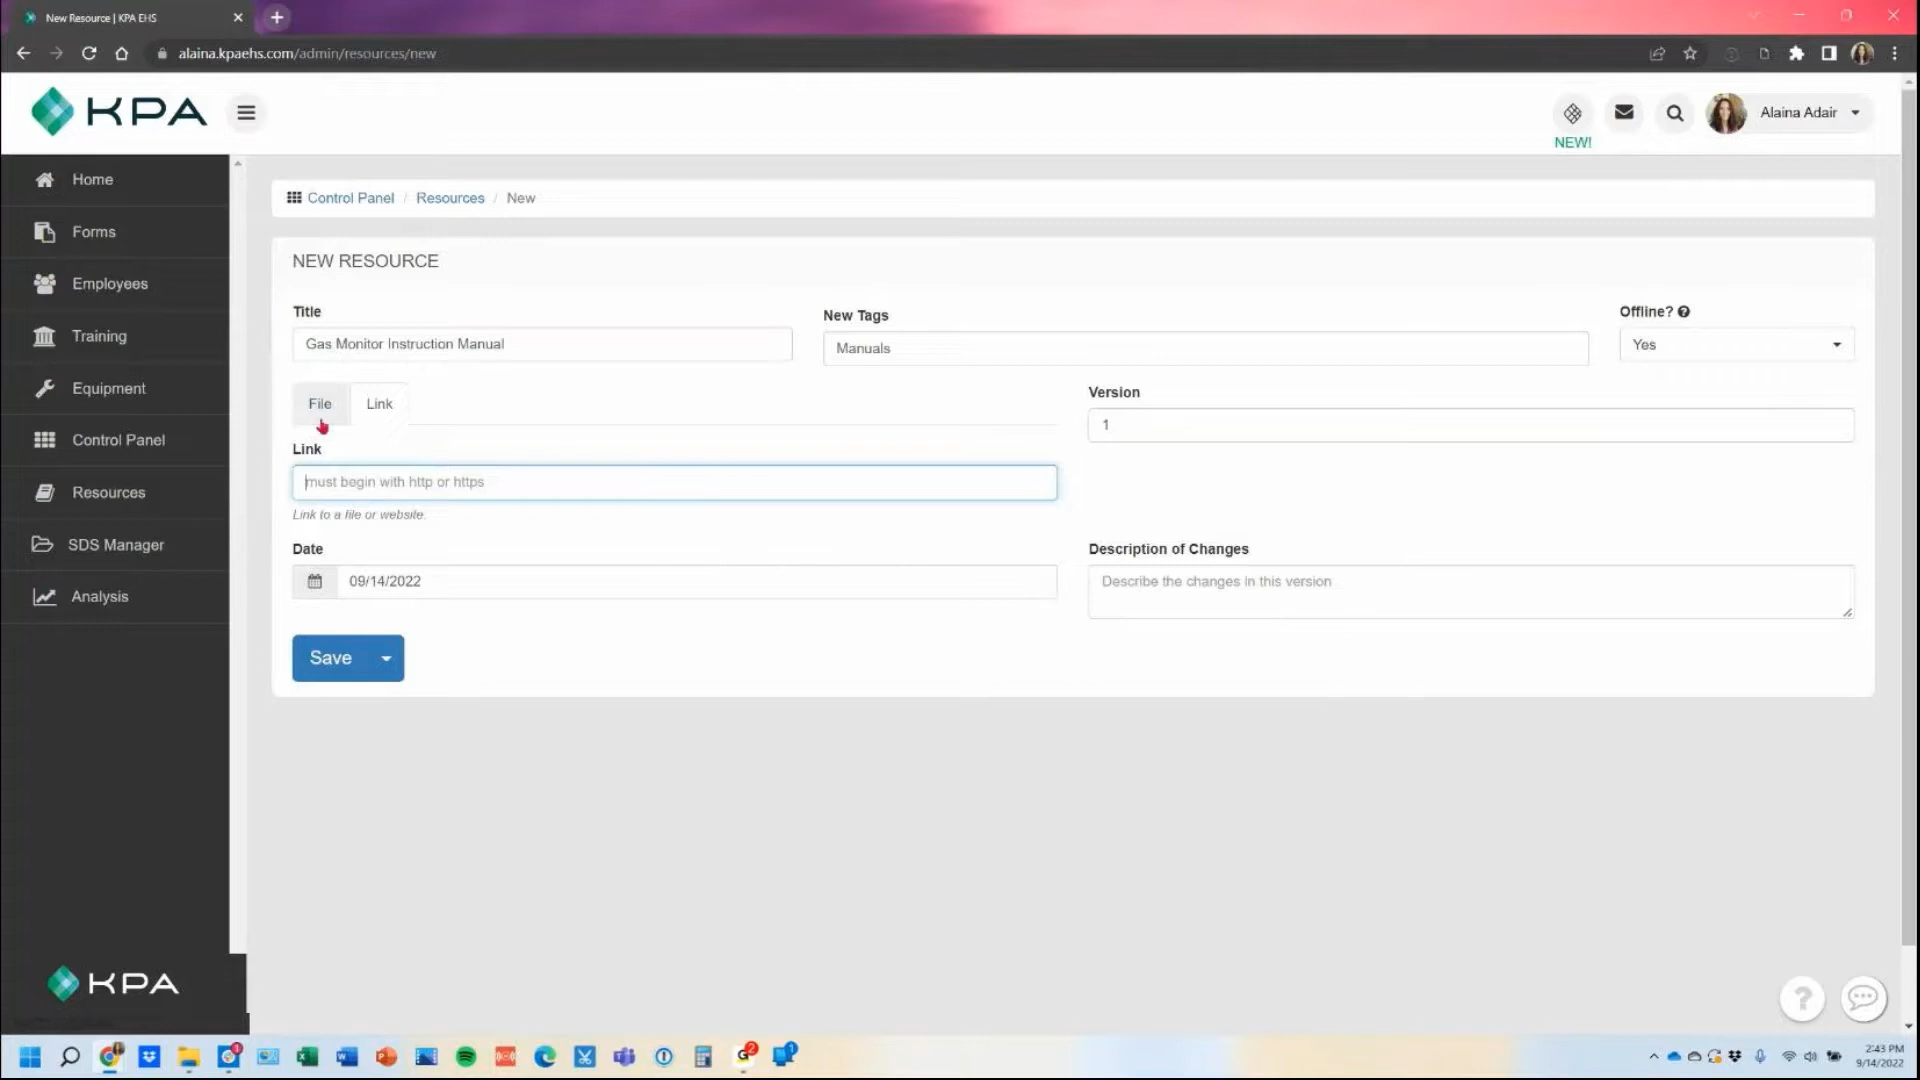 New Resource | KPA EHS
alaina.kpaehs.com/admin/resources/new
KPA
NEW!
Alaina Adair
Home
Forms
Employees
Training
Equipment
Control Panel
Resources
SDS Manager
Analysis
KPA
Control Panel / Resources / New
NEW RESOURCE
Title
New Tags
Offline?
Gas Monitor Instruction Manual
Manuals
Yes
File
Link
Version
1
Link
must begin with http or https
Link to a file or website.
Date
Description of Changes
09/14/2022
Describe the changes in this version
Save
2:43 PM
9/14/2022